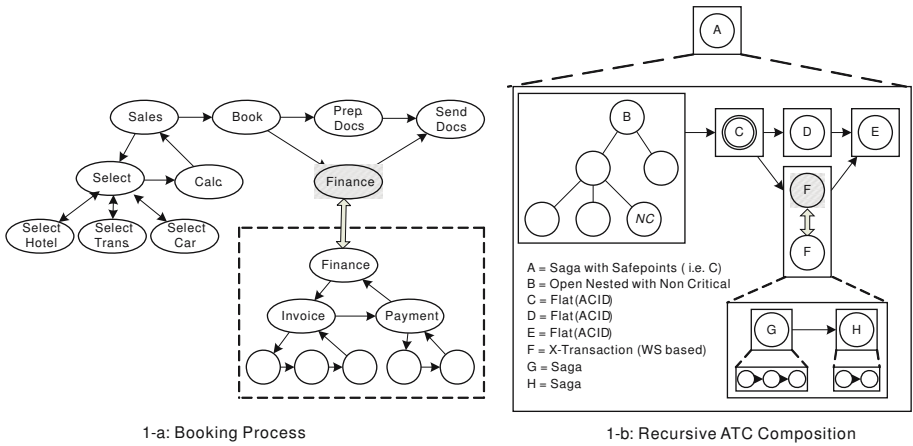 Sales
Book
Prep.
Docs
Send
Docs
Select
Calc.
Finance
Select
Hotel
Select
Trans.
Select
Car
Finance
Invoice
Payment
1-a: Booking Process
A
B
C
D
E
F
NC
F
A = Saga with Safepoints ( i.e. C)
B = Open Nested with Non Critical
C = Flat(ACID)
D = Flat(ACID)
E = Flat(ACID)
F = X-Transaction (WS based)
G = Saga
H = Saga
G
H
1-b: Recursive ATC Composition